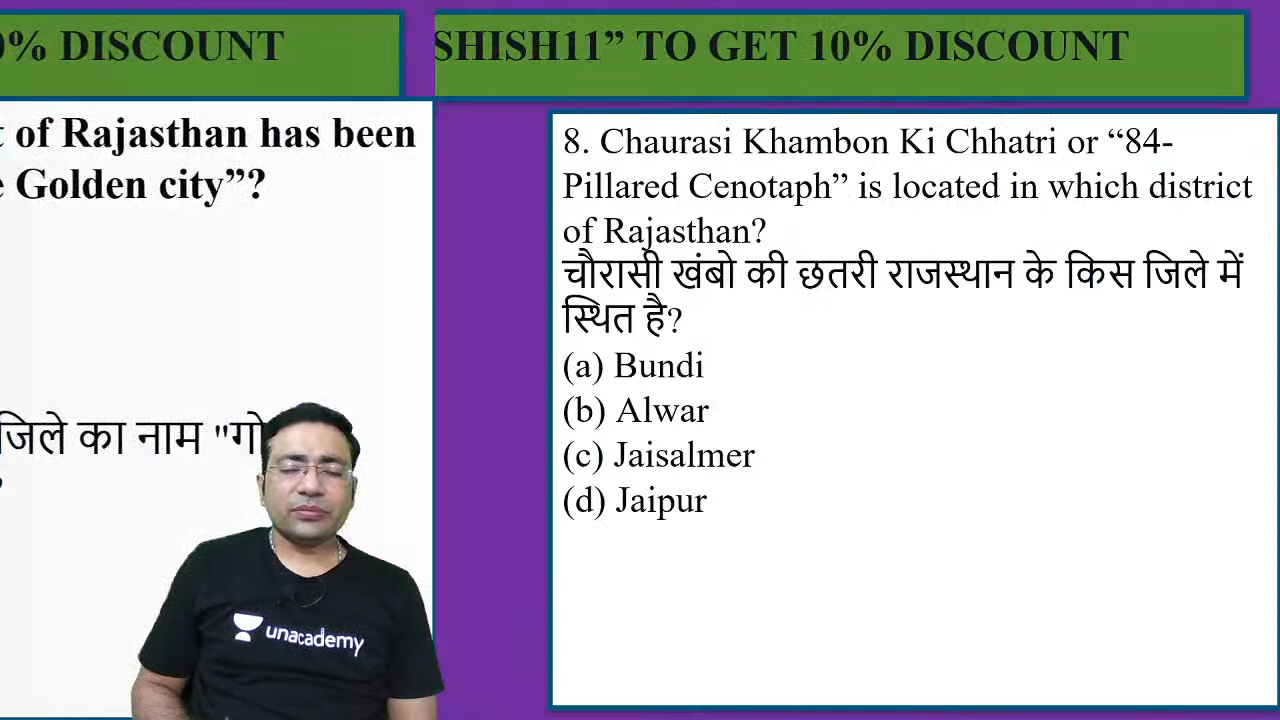 0% DISCOUNT
SHISH11” TO GET 10% DISCOUNT
of Rajasthan has been
Golden city”?
जिले का नाम "गो
8. Chaurasi Khambon Ki Chhatri or “84-
Pillared Cenotaph” is located in which district
of Rajasthan?
चौरासी खंबो की छतरी राजस्थान के किस जिले में
स्थित है?
(a) Bundi
(b) Alwar
(c) Jaisalmer
(d) Jaipur
unacademy